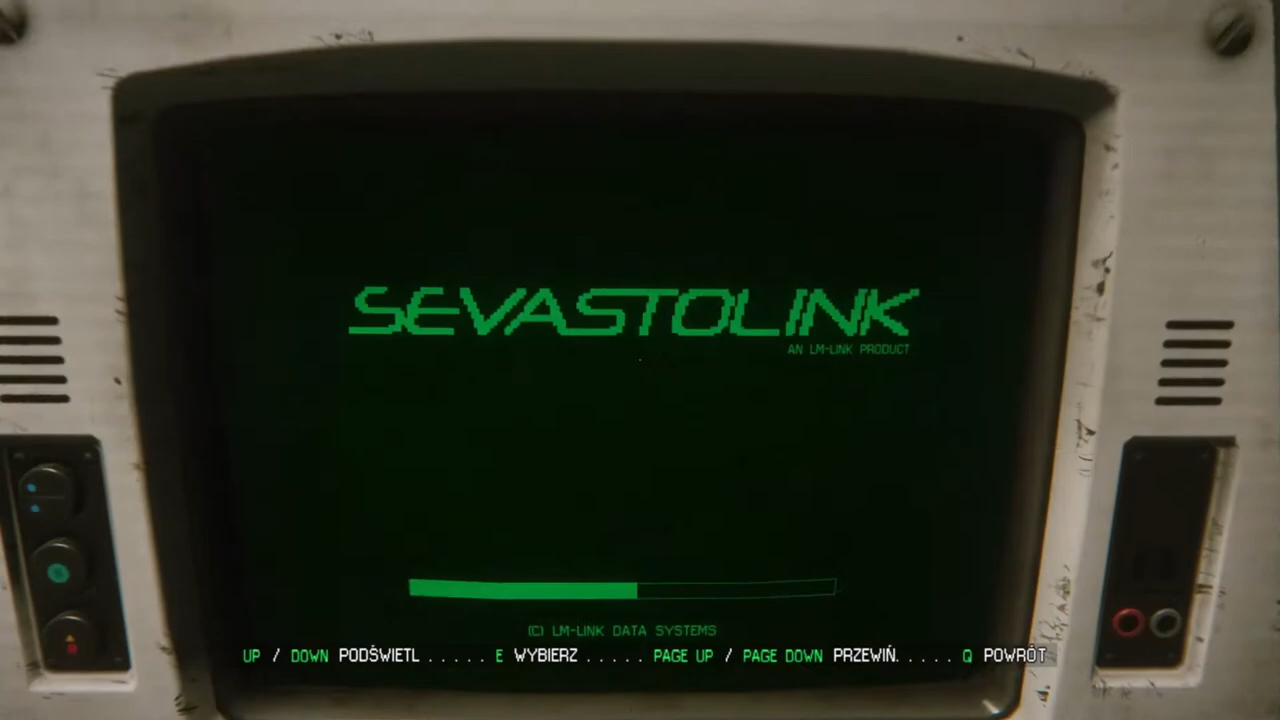 SEVASTOLINK
AN LM-LINK PRODUCT
(C) LM-LINK DATA SYSTEMS
UP / DOWN PODŚWIETL ..... E WYBIERZ ..... PAGE UP / PAGE DOWN PRZEWIŃ..... Q POWRÓT